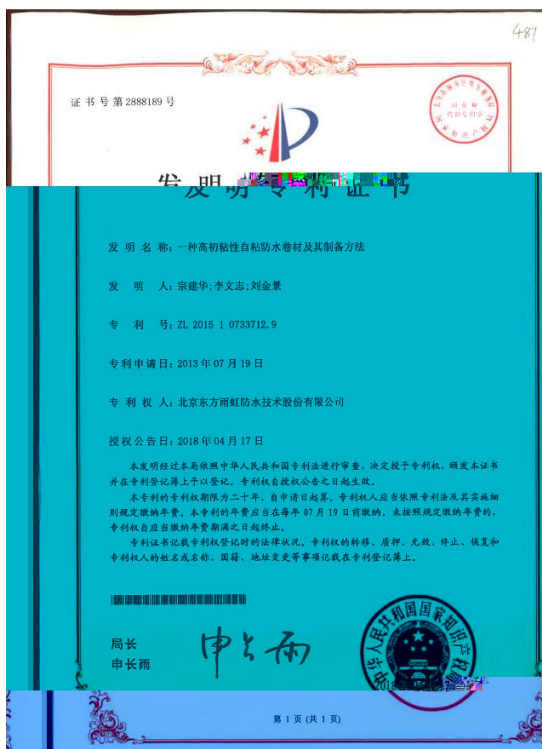 487
证书号第2888189号
发明专利证书
发明名称：一种高初粘性自粘防水卷材及其制备方法
发明人：宗建华;李文志;刘金景
专利号：ZL 2015 1 0733712.9
专利申请日：2013年07月19日
专利权人：北京东方雨虹防水技术股份有限公司
授权公告日：2018年04月17日
本发明经过本局依照中华人民共和国专利法进行审查，决定授予专利权，颁发本证书
并在专利登记簿上予以登记。专利权自授权公告之日起生效。
本专利的专利权期限为二十年，自申请日起算。专利权人应当依照专利法及其实施细
则规定缴纳年费。本专利的年费应当在每年07月19日前缴纳。未按照规定缴纳年费的，
专利权自应当缴纳年费期满之日起终止。
专利证书记载专利权登记时的法律状况。专利权的转移、质押、无效、终止、恢复和
专利权人的姓名或名称、国籍、地址变更等事项记载在专利登记簿上。
局长
申长雨
申长雨
中华人民共和国国家知识产权
第1页(共1页)